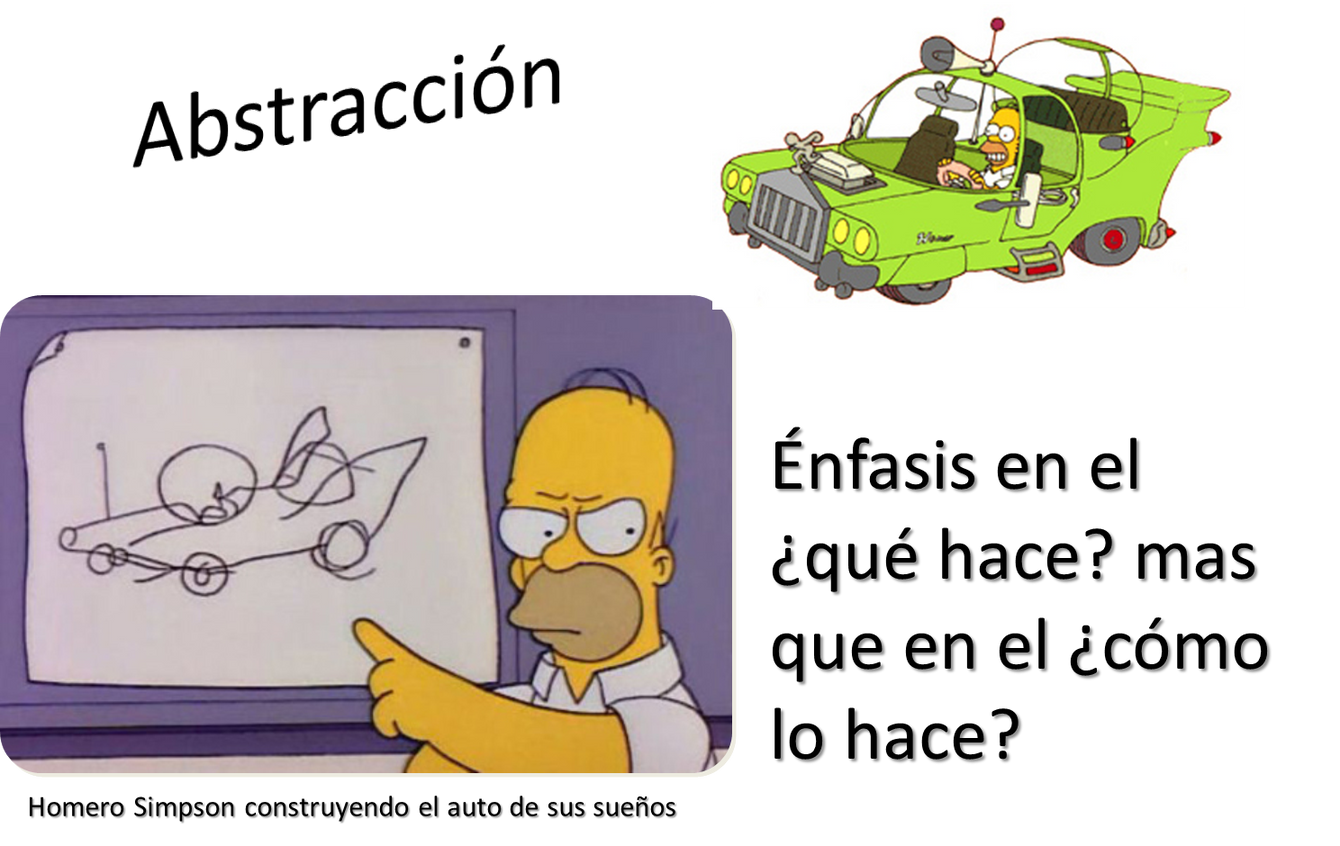 Abstracción
Énfasis en el
¿qué hace? mas
que en el ¿cómo
lo hace?
Homero Simpson construyendo el auto de sus sueños